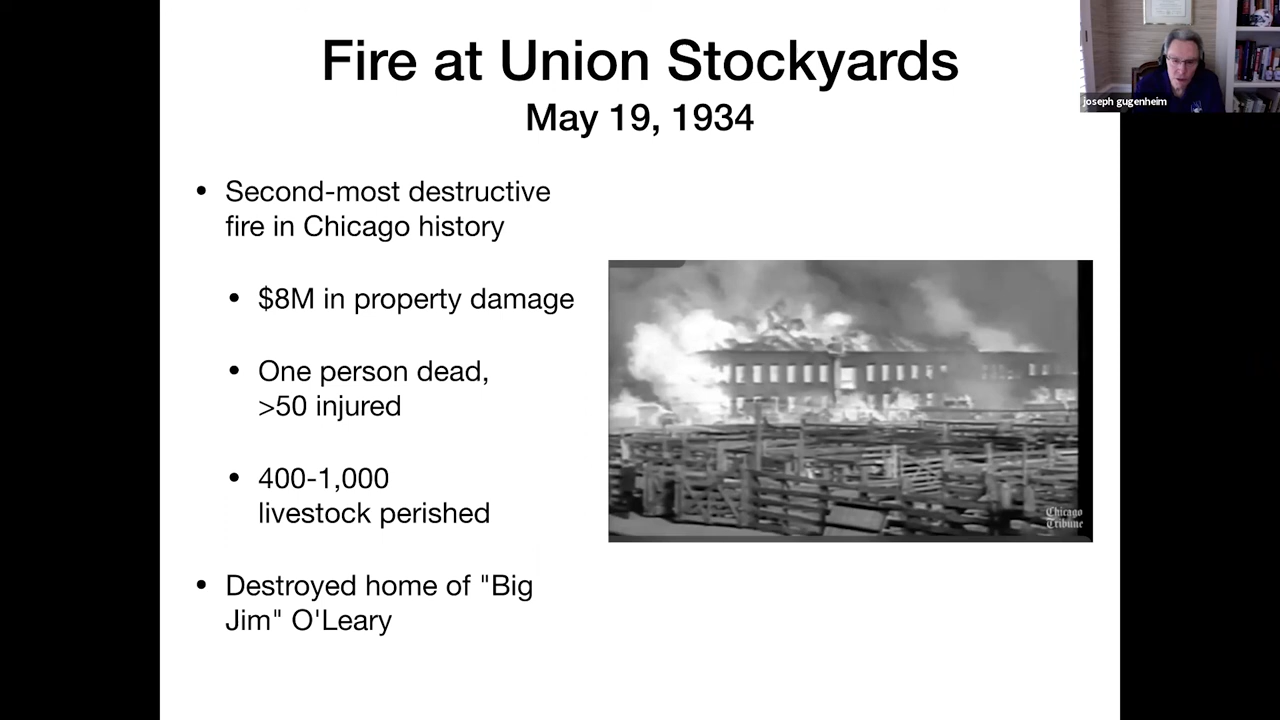 Fire at Union Stockyards
May 19, 1934
joseph gugenheim
• Second-most destructive
fire in Chicago history
• $8M in property damage
• One person dead,
>50 injured
• 400-1,000
livestock perished
• Destroyed home of "Big
Jim" O'Leary
Chicago
Tribune